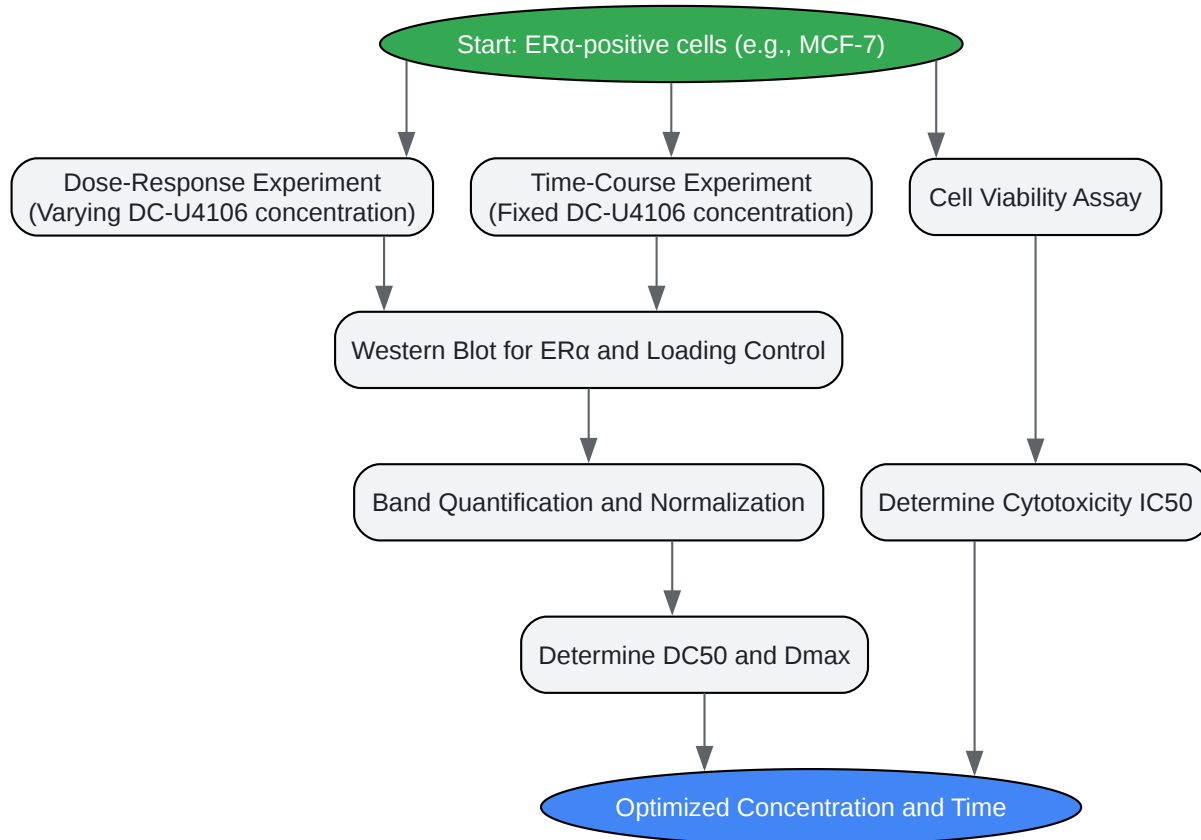 Start: ERα-positive cells (e.g., MCF-7)
Dose-Response Experiment
(Varying DC-U4106 concentration)
Time-Course Experiment
(Fixed DC-U4106 concentration)
Cell Viability Assay
Western Blot for ERα and Loading Control
Band Quantification and Normalization
Determine Cytotoxicity IC50
Determine DC50 and Dmax
Optimized Concentration and Time